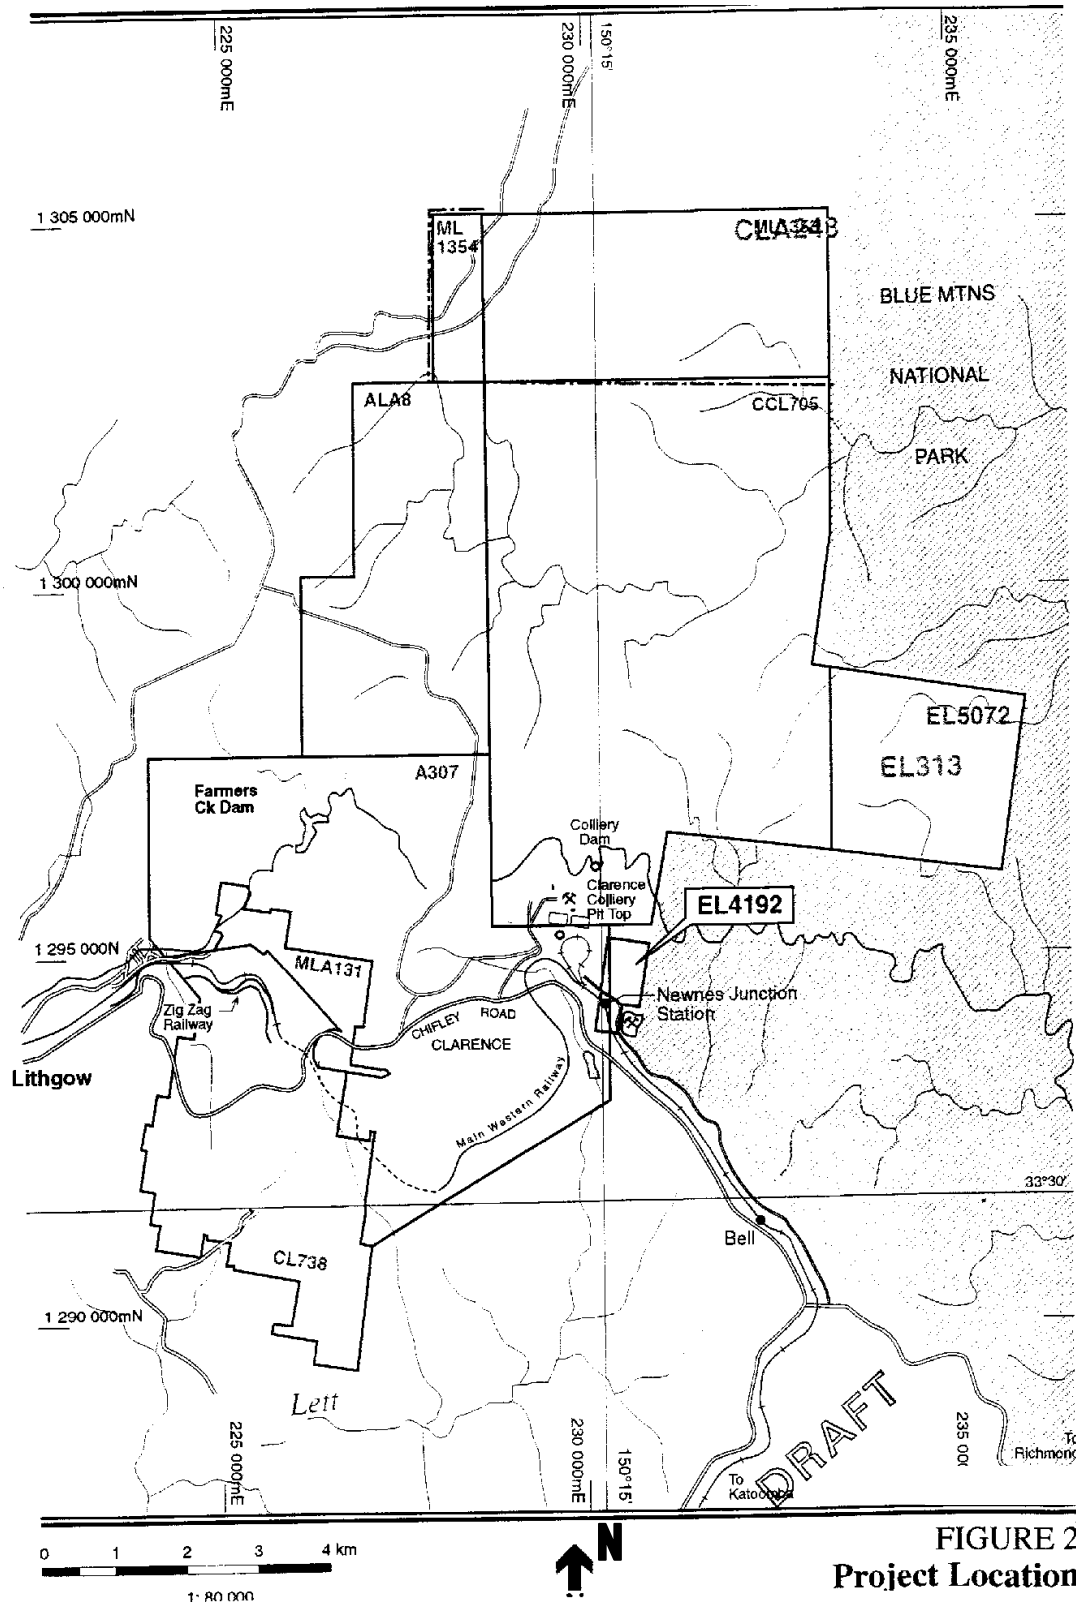 225 000mE
230 000mE
150°15'
235 000mE
1 305 000mN
ML
1354
BLUE MTNS
NATIONAL
PARK
ALA8
CCL705
1 300 000mN
EL5072
EL313
A307
Farmers
Ck Dam
Colliery
Dam
Clarence
Colliery
Pit Top
EL4192
1 295 000N
MLA131
Zig Zag
Railway
Newnes Junction
Station
CHIFLEY ROAD
CLARENCE
Lithgow
Main Western Railway
33°30'
Bell
CL738
1 290 000mN
Lett
DRAFT
225 000mE
230 000mE
150°15'
235 00
To
Richmond
To
Katoomba
0 1 2 3 4 km
1: 80 000
N
FIGURE 2
Project Location